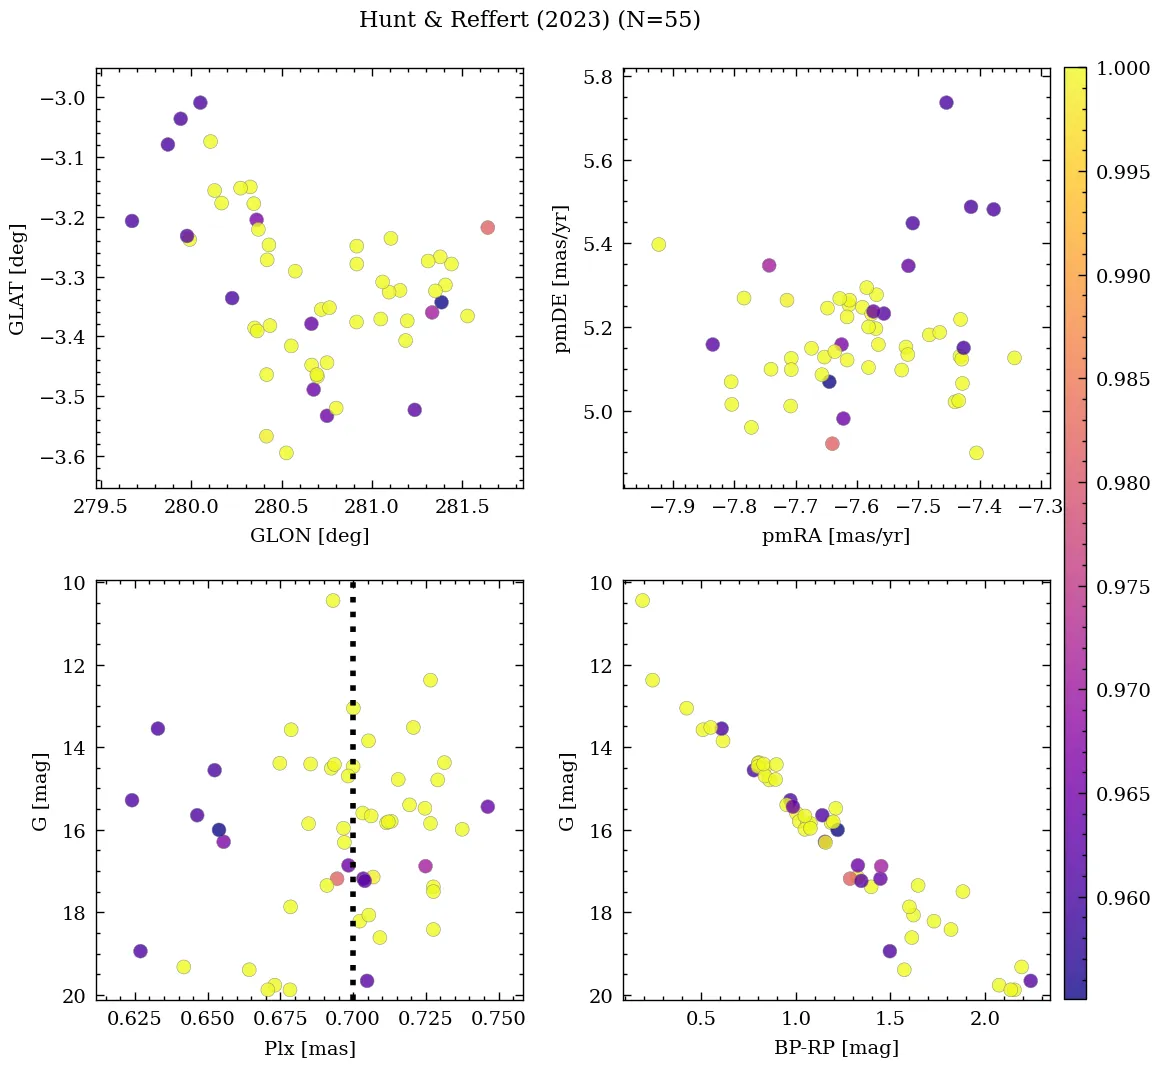 Hunt & Reffert (2023) (N=55)
−3.0
−3.1
−3.2
−3.3
−3.4
−3.5
−3.6
GLAT [deg]
279.5 280.0 280.5 281.0 281.5
GLON [deg]
5.8
5.6
5.4
5.2
5.0
pmDE [mas/yr]
−7.9 −7.8 −7.7 −7.6 −7.5 −7.4 −7.3
pmRA [mas/yr]
10
12
14
16
18
20
G [mag]
0.625 0.650 0.675 0.700 0.725 0.750
Plx [mas]
10
12
14
16
18
20
G [mag]
0.5 1.0 1.5 2.0
BP-RP [mag]
1.000
0.995
0.990
0.985
0.980
0.975
0.970
0.965
0.960